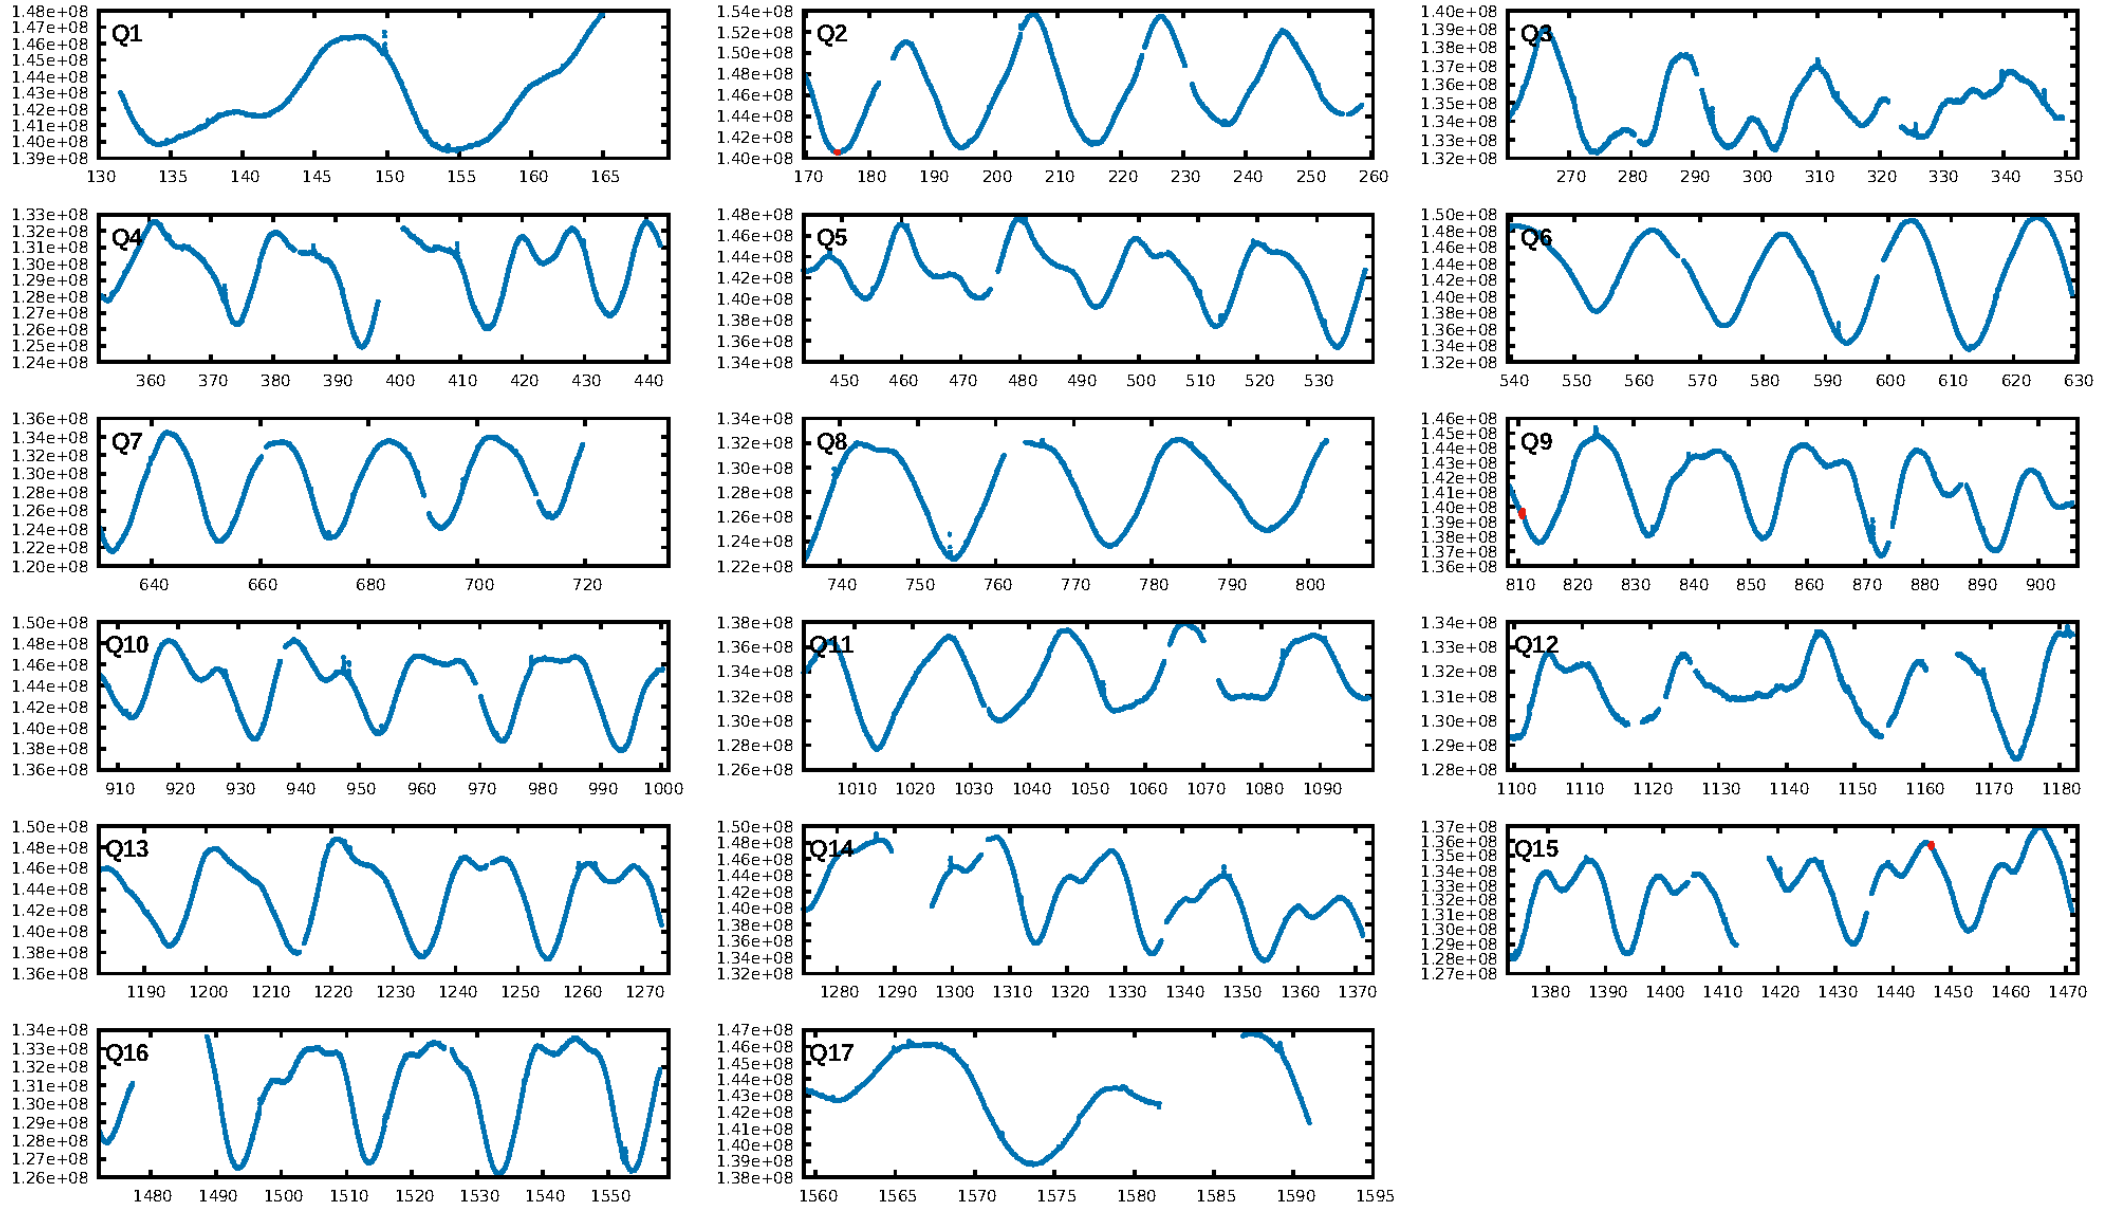 1.48e+08
1.47e+08
1.46e+08
1.45e+08
1.44e+08
1.43e+08
1.42e+08
1.41e+08
1.40e+08
1.39e+08
Q1
130 135 140 145 150 155 160 165
1.54e+08
1.52e+08
1.50e+08
1.48e+08
1.46e+08
1.44e+08
1.42e+08
1.40e+08
Q2
170 180 190 200 210 220 230 240 250 260
1.40e+08
1.39e+08
1.38e+08
1.37e+08
1.36e+08
1.35e+08
1.34e+08
1.33e+08
1.32e+08
Q3
270 280 290 300 310 320 330 340 350
1.33e+08
1.32e+08
1.31e+08
1.30e+08
1.29e+08
1.28e+08
1.27e+08
1.26e+08
1.25e+08
1.24e+08
Q4
360 370 380 390 400 410 420 430 440
1.48e+08
1.46e+08
1.44e+08
1.42e+08
1.40e+08
1.38e+08
1.36e+08
1.34e+08
Q5
450 460 470 480 490 500 510 520 530
1.50e+08
1.48e+08
1.46e+08
1.44e+08
1.42e+08
1.40e+08
1.38e+08
1.36e+08
1.34e+08
1.32e+08
Q6
540 550 560 570 580 590 600 610 620 630
1.36e+08
1.34e+08
1.32e+08
1.30e+08
1.28e+08
1.26e+08
1.24e+08
1.22e+08
1.20e+08
Q7
640 660 680 700 720
1.34e+08
1.32e+08
1.30e+08
1.28e+08
1.26e+08
1.24e+08
1.22e+08
Q8
740 750 760 770 780 790 800
1.46e+08
1.45e+08
1.44e+08
1.43e+08
1.42e+08
1.41e+08
1.40e+08
1.39e+08
1.38e+08
1.37e+08
1.36e+08
Q9
810 820 830 840 850 860 870 880 890 900
1.50e+08
1.48e+08
1.46e+08
1.44e+08
1.42e+08
1.40e+08
1.38e+08
1.36e+08
Q10
910 920 930 940 950 960 970 980 990 1000
1.38e+08
1.36e+08
1.34e+08
1.32e+08
1.30e+08
1.28e+08
1.26e+08
Q11
1010 1020 1030 1040 1050 1060 1070 1080 1090
1.34e+08
1.33e+08
1.32e+08
1.31e+08
1.30e+08
1.29e+08
1.28e+08
Q12
1100 1110 1120 1130 1140 1150 1160 1170 1180
1.50e+08
1.48e+08
1.46e+08
1.44e+08
1.42e+08
1.40e+08
1.38e+08
1.36e+08
Q13
1190 1200 1210 1220 1230 1240 1250 1260 1270
1.50e+08
1.48e+08
1.46e+08
1.44e+08
1.42e+08
1.40e+08
1.38e+08
1.36e+08
1.34e+08
1.32e+08
Q14
1280 1290 1300 1310 1320 1330 1340 1350 1360 1370
1.37e+08
1.36e+08
1.35e+08
1.34e+08
1.33e+08
1.32e+08
1.31e+08
1.30e+08
1.29e+08
1.28e+08
1.27e+08
Q15
1380 1390 1400 1410 1420 1430 1440 1450 1460 1470
1.34e+08
1.33e+08
1.32e+08
1.31e+08
1.30e+08
1.29e+08
1.28e+08
1.27e+08
1.26e+08
Q16
1480 1490 1500 1510 1520 1530 1540 1550
1.47e+08
1.46e+08
1.45e+08
1.44e+08
1.43e+08
1.42e+08
1.41e+08
1.40e+08
1.39e+08
1.38e+08
Q17
1560 1565 1570 1575 1580 1585 1590 1595